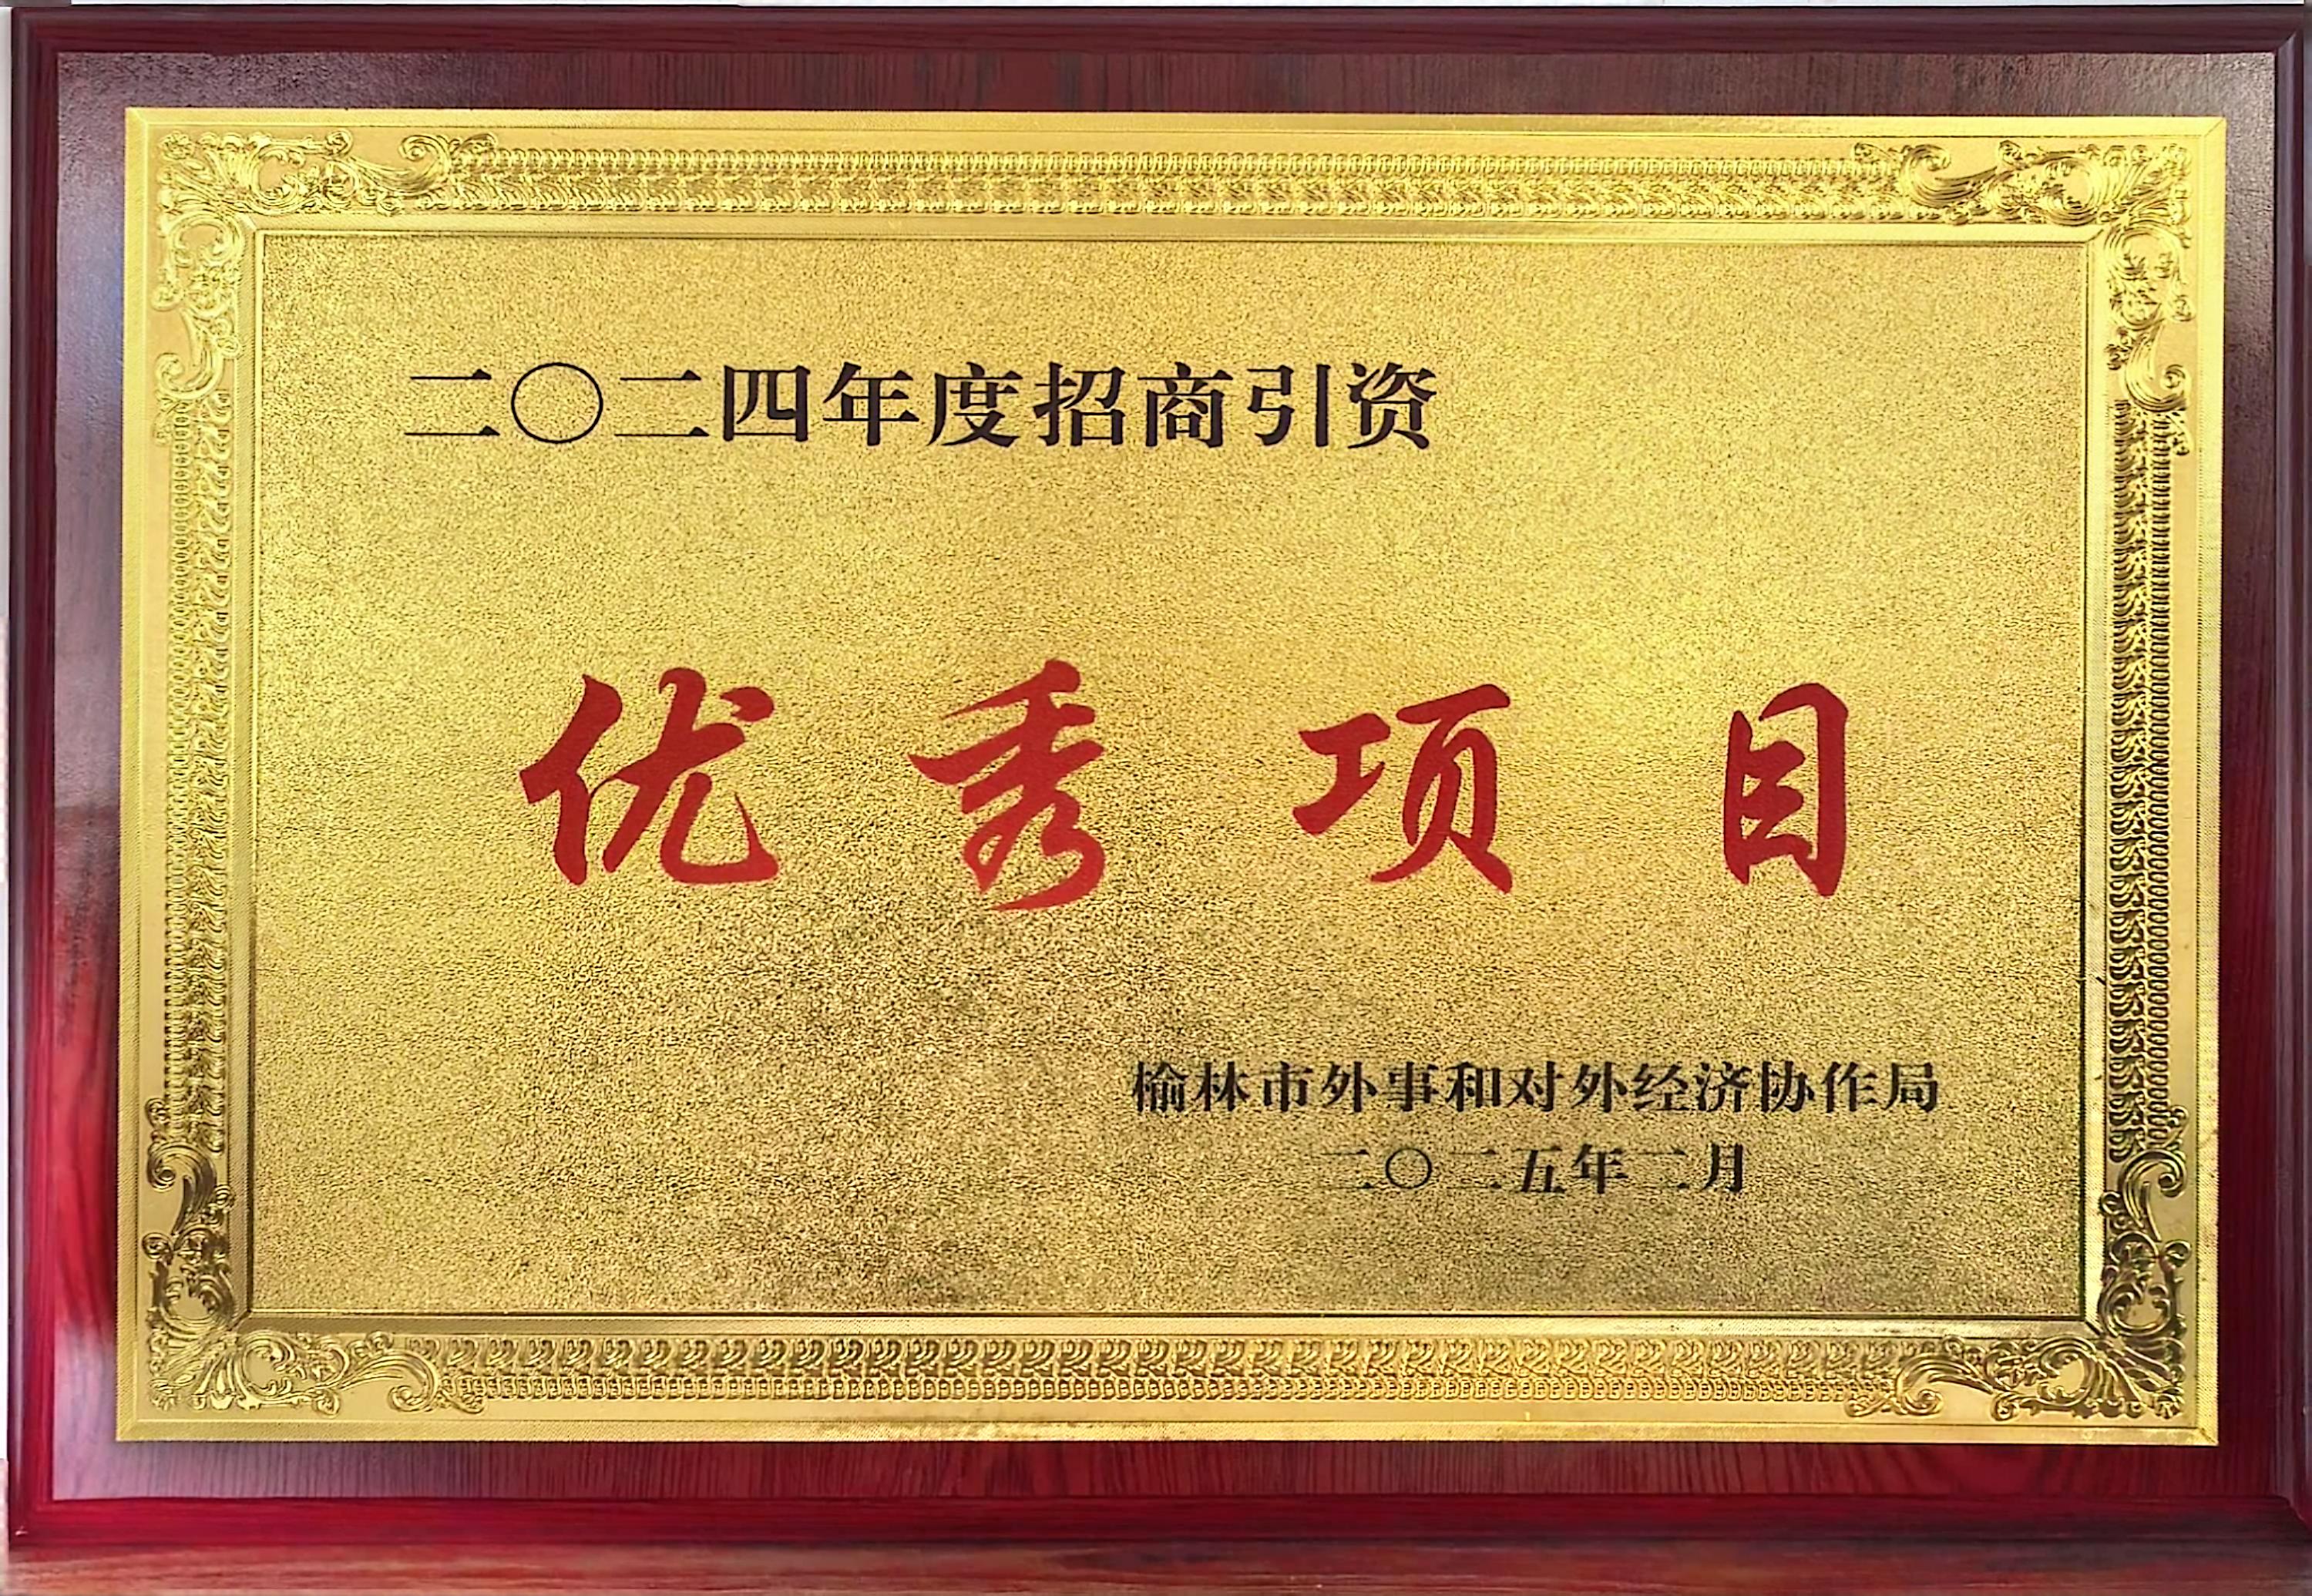 二〇二四年度招商引资
优秀项目
榆林市外事和对外经济协作局
二〇二五年二月